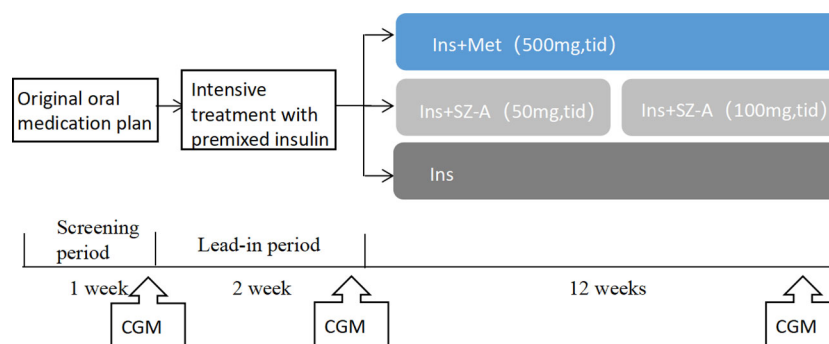 Ins+Met（500mg,tid）
Original oral
medication plan
Intensive
treatment with
premixed insulin
Ins+SZ-A（50mg,tid）
Ins+SZ-A（100mg,tid）
Ins
Screening
period
Lead-in period
1 week
2 week
12 weeks
CGM
CGM
CGM